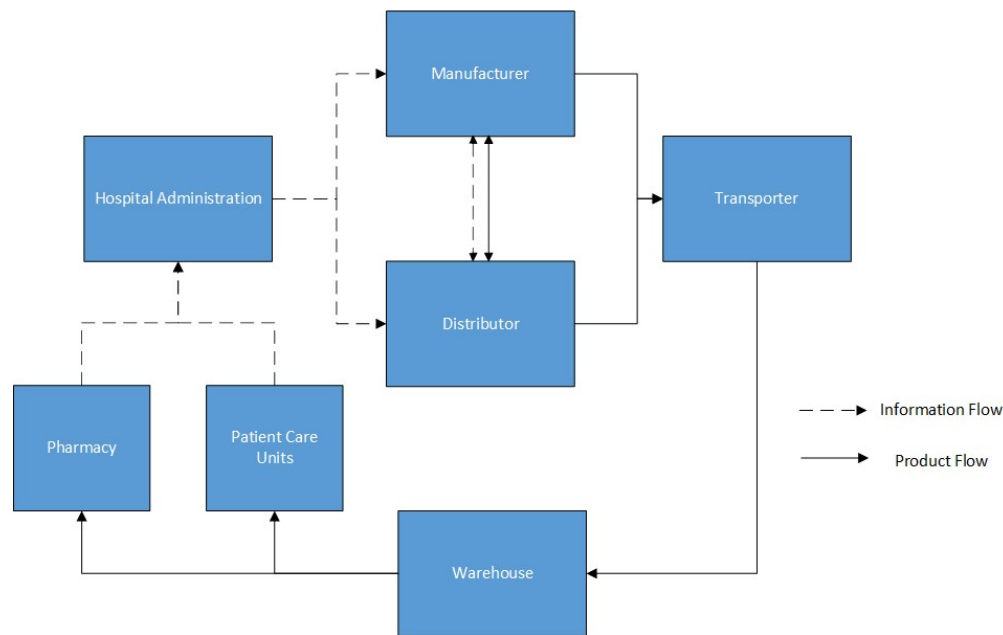 Manufacturer
Hospital Administration
Transporter
Distributor
Pharmacy
Patient Care
Units
Information Flow
Product Flow
Warehouse